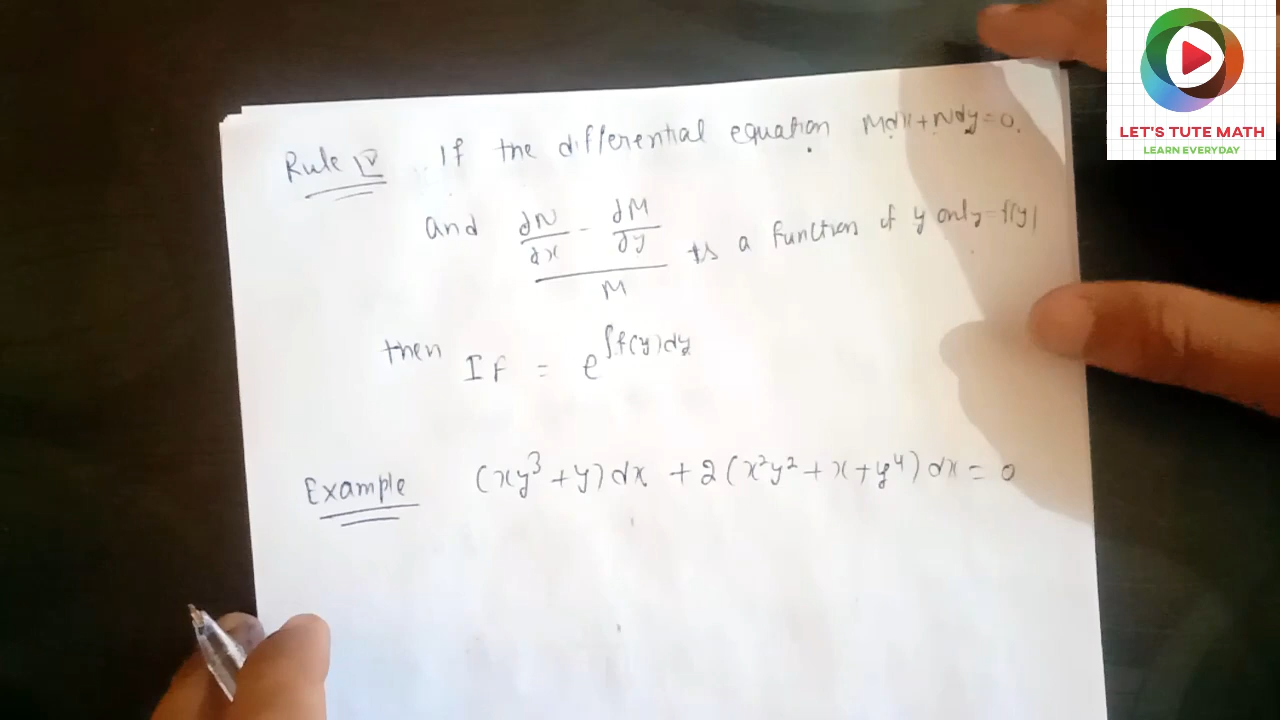 Rule IV If the differential equation Mdx+Ndy=0.
and ∂N/∂x - ∂M/∂y / M is a function of y only = f(y)
then IF = e^∫f(y)dy
Example (xy³+y)dx + 2(x²y²+x+y⁴)dx = 0
LET'S TUTE MATH
LEARN EVERYDAY